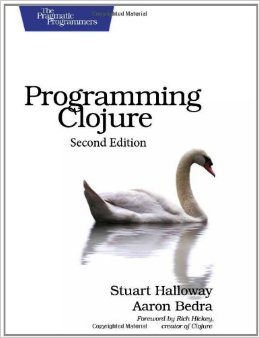 The
Pragmatic
Programmers
Programming
Clojure
Second Edition
Stuart Halloway
Aaron Bedra
Foreword by Rich Hickey,
creator of Clojure
Copyrighted Material
Copyrighted Material